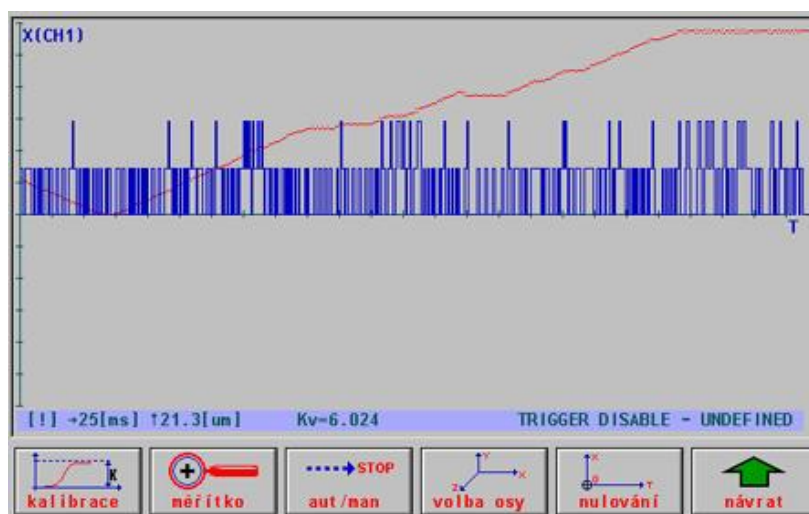 X(CH1)
T
[!] →25[ms] ↑21.3[um] Kv=6.024 TRIGGER DISABLE - UNDEFINED
K
kalibrace
měřítko
STOP
aut/man
Y
X
Z
volba osy
X
0
T
nulování
návrat